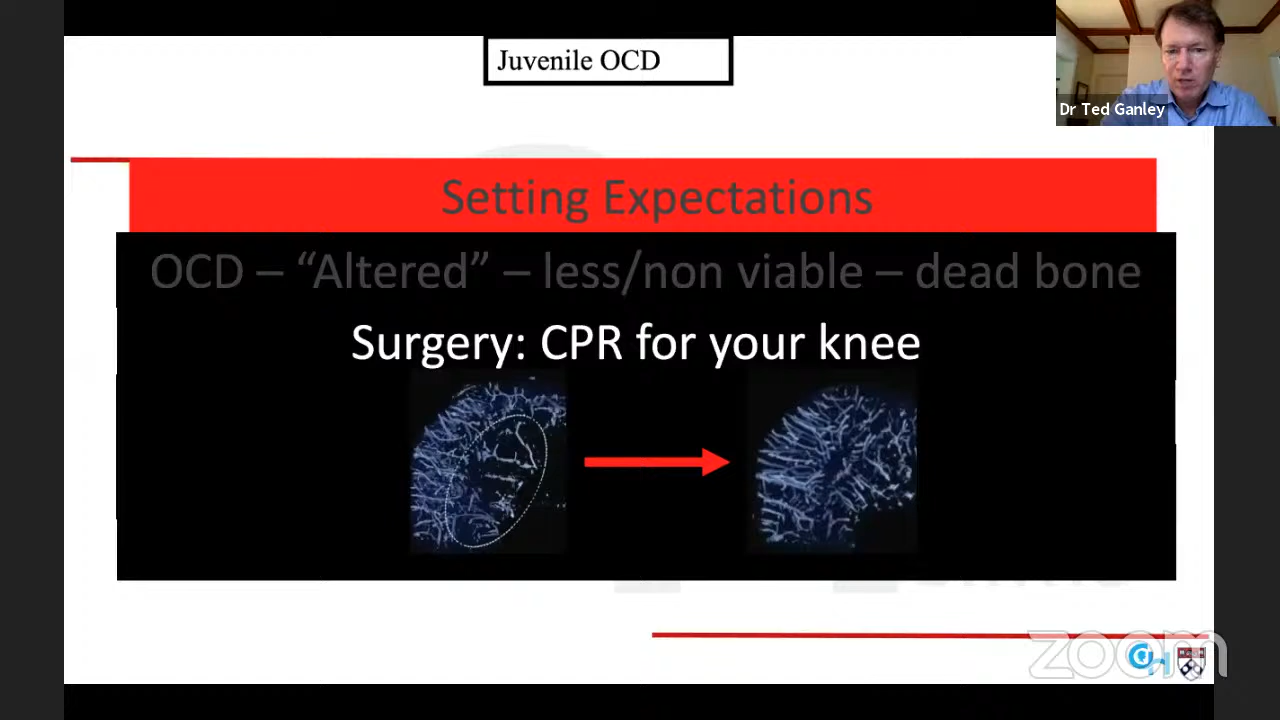 Juvenile OCD
Dr Ted Ganley
Setting Expectations
OCD – “Altered” – less/non viable – dead bone
Surgery: CPR for your knee
zoom